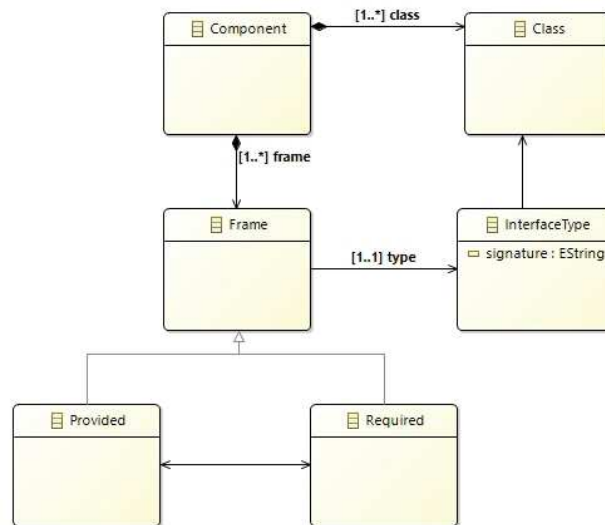 Component
[1..*] class
Class
[1..*] frame
Frame
InterfaceType
signature : EString
[1..1] type
Provided
Required